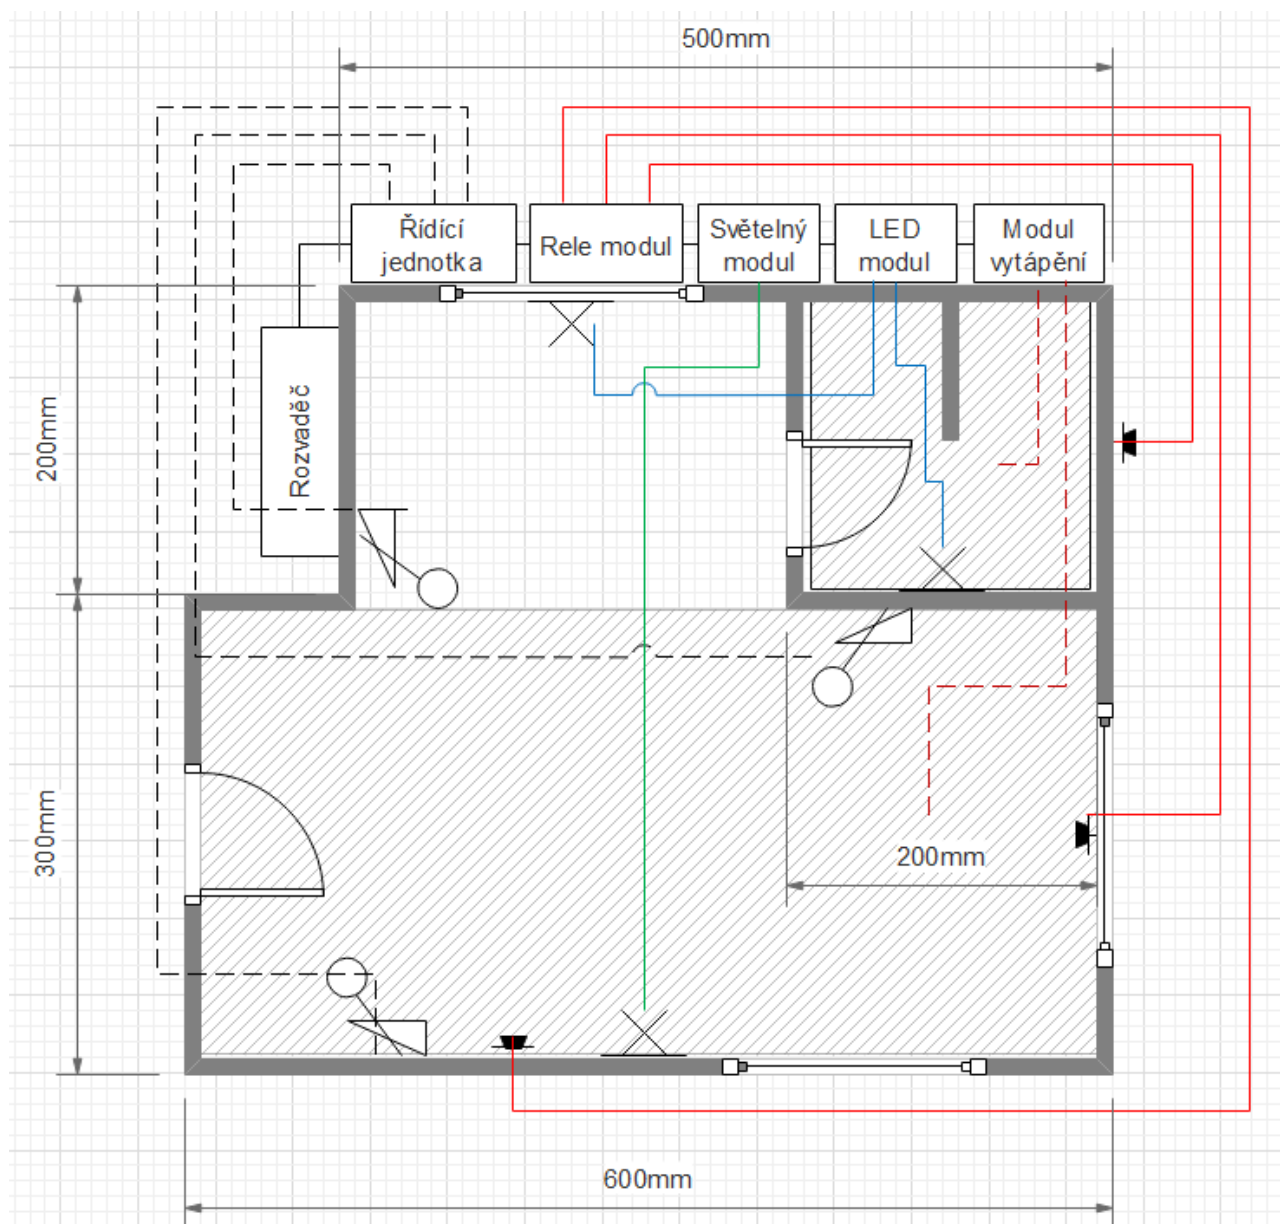 500mm
Řídící
jednotka
Rele modul
Světelný
modul
LED
modul
Modul
vytápění
Rozvaděč
200mm
300mm
200mm
600mm